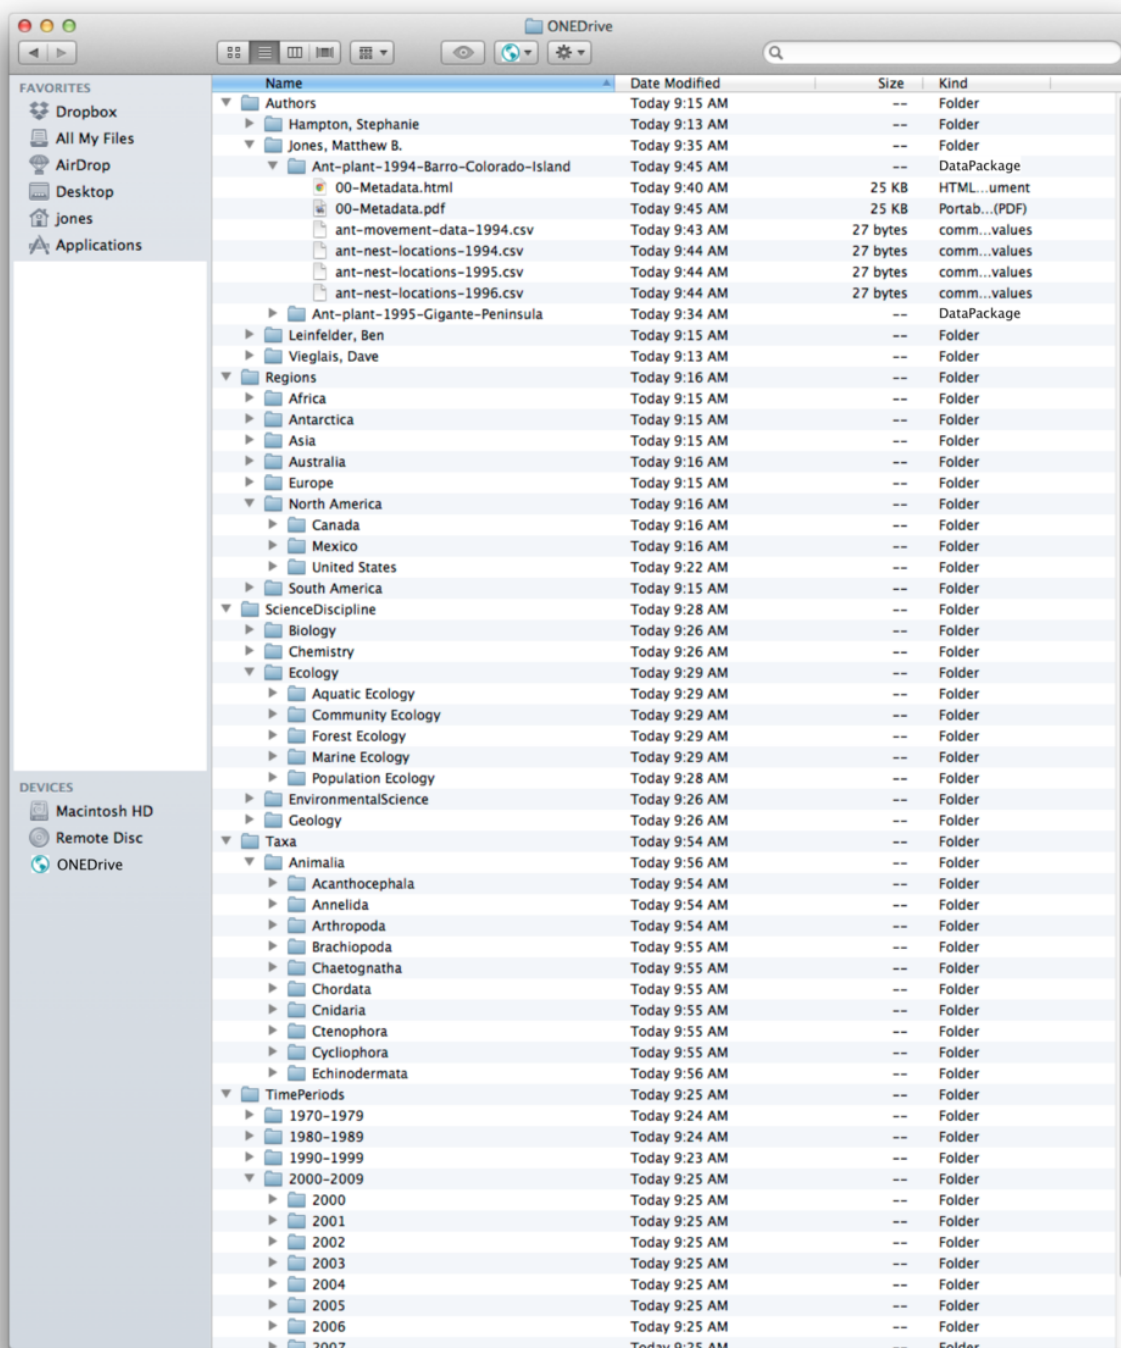 ONEDrive
FAVORITES
Dropbox
All My Files
AirDrop
Desktop
jones
Applications
DEVICES
Macintosh HD
Remote Disc
ONEDrive
Name Date Modified Size Kind
Authors Today 9:15 AM -- Folder
Hampton, Stephanie Today 9:13 AM -- Folder
Jones, Matthew B. Today 9:35 AM -- Folder
Ant-plant-1994-Barro-Colorado-Island Today 9:45 AM -- DataPackage
00-Metadata.html Today 9:40 AM 25 KB HTML...ument
00-Metadata.pdf Today 9:45 AM 25 KB Portab...(PDF)
ant-movement-data-1994.csv Today 9:43 AM 27 bytes comm...values
ant-nest-locations-1994.csv Today 9:44 AM 27 bytes comm...values
ant-nest-locations-1995.csv Today 9:44 AM 27 bytes comm...values
ant-nest-locations-1996.csv Today 9:44 AM 27 bytes comm...values
Ant-plant-1995-Gigante-Peninsula Today 9:34 AM -- DataPackage
Leinfelder, Ben Today 9:15 AM -- Folder
Vieglais, Dave Today 9:13 AM -- Folder
Regions Today 9:16 AM -- Folder
Africa Today 9:15 AM -- Folder
Antarctica Today 9:15 AM -- Folder
Asia Today 9:15 AM -- Folder
Australia Today 9:16 AM -- Folder
Europe Today 9:15 AM -- Folder
North America Today 9:16 AM -- Folder
Canada Today 9:16 AM -- Folder
Mexico Today 9:16 AM -- Folder
United States Today 9:22 AM -- Folder
South America Today 9:15 AM -- Folder
ScienceDiscipline Today 9:28 AM -- Folder
Biology Today 9:26 AM -- Folder
Chemistry Today 9:26 AM -- Folder
Ecology Today 9:29 AM -- Folder
Aquatic Ecology Today 9:29 AM -- Folder
Community Ecology Today 9:29 AM -- Folder
Forest Ecology Today 9:29 AM -- Folder
Marine Ecology Today 9:29 AM -- Folder
Population Ecology Today 9:28 AM -- Folder
EnvironmentalScience Today 9:26 AM -- Folder
Geology Today 9:26 AM -- Folder
Taxa Today 9:54 AM -- Folder
Animalia Today 9:56 AM -- Folder
Acanthocephala Today 9:54 AM -- Folder
Annelida Today 9:54 AM -- Folder
Arthropoda Today 9:54 AM -- Folder
Brachiopoda Today 9:55 AM -- Folder
Chaetognatha Today 9:55 AM -- Folder
Chordata Today 9:55 AM -- Folder
Cnidaria Today 9:55 AM -- Folder
Ctenophora Today 9:55 AM -- Folder
Cycliophora Today 9:55 AM -- Folder
Echinodermata Today 9:56 AM -- Folder
TimePeriods Today 9:25 AM -- Folder
1970-1979 Today 9:24 AM -- Folder
1980-1989 Today 9:24 AM -- Folder
1990-1999 Today 9:23 AM -- Folder
2000-2009 Today 9:25 AM -- Folder
2000 Today 9:25 AM -- Folder
2001 Today 9:25 AM -- Folder
2002 Today 9:25 AM -- Folder
2003 Today 9:25 AM -- Folder
2004 Today 9:25 AM -- Folder
2005 Today 9:25 AM -- Folder
2006 Today 9:25 AM -- Folder
2007 Today 9:25 AM -- Folder